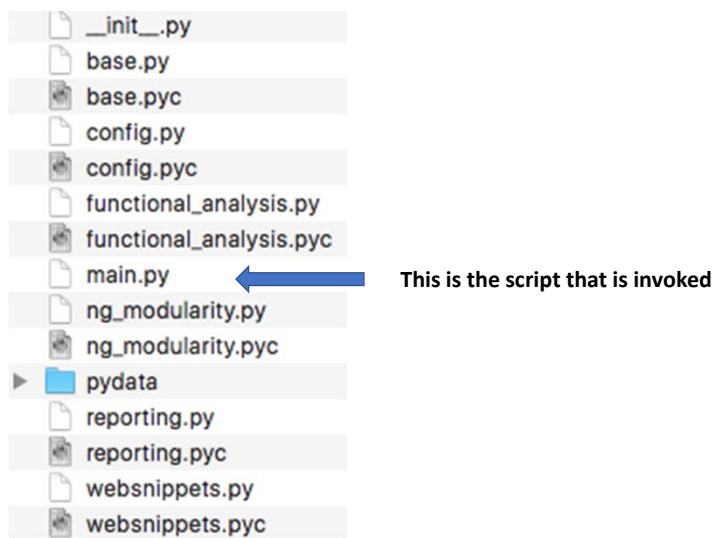 __init__.py
base.py
base.pyc
config.py
config.pyc
functional_analysis.py
functional_analysis.pyc
main.py This is the script that is invoked
ng_modularity.py
ng_modularity.pyc
pydata
reporting.py
reporting.pyc
websnippets.py
websnippets.pyc